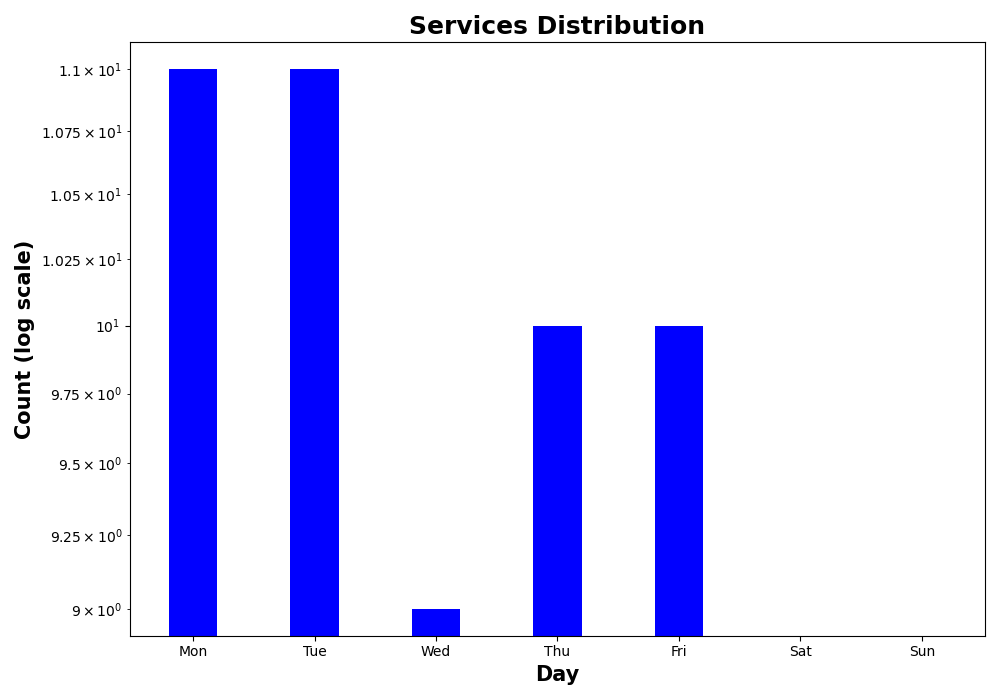 Services Distribution
Count (log scale)
1.1 × 10¹
1.075 × 10¹
1.05 × 10¹
1.025 × 10¹
10¹
9.75 × 10⁰
9.5 × 10⁰
9.25 × 10⁰
9 × 10⁰
Mon Tue Wed Thu Fri Sat Sun
Day